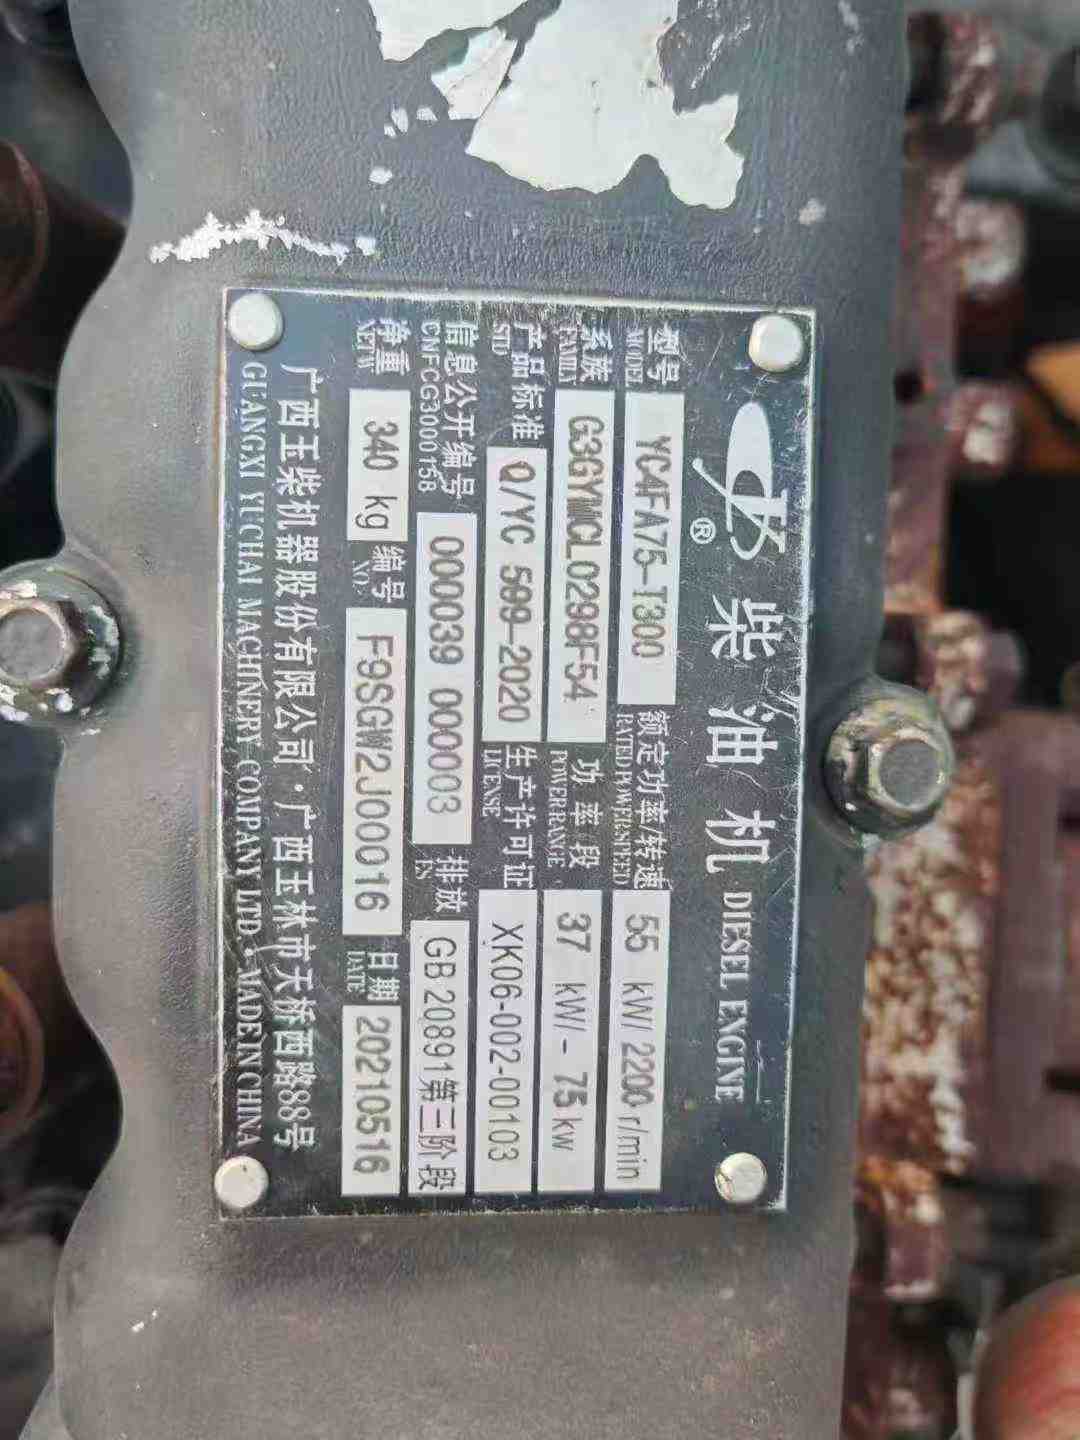 ® 柴油机 DIESEL ENGINE
型号 MODEL YC4FA75-T300 额定功率/转速 RATED POWER/SPEED 55 kW/ 2200 r/min
系族 FAMILY G3GYMCL0298F54 功率段 POWER RANGE 37 kW/- 75 kw
产品标准 STD Q/YC 599-2020 生产许可证 LICENSE XK06-002-00103
信息公开编号 CNFCG3000158 000039 000003 排放 EN GB 20891第三阶段
净重 NETW 340 kg 编号 NO. F9SGW2J00016 日期 DATE 20210516
广西玉柴机器股份有限公司·广西玉林市天桥西路88号
GUANGXI YUCHAI MACHINERY COMPANY LTD·MADE IN CHINA